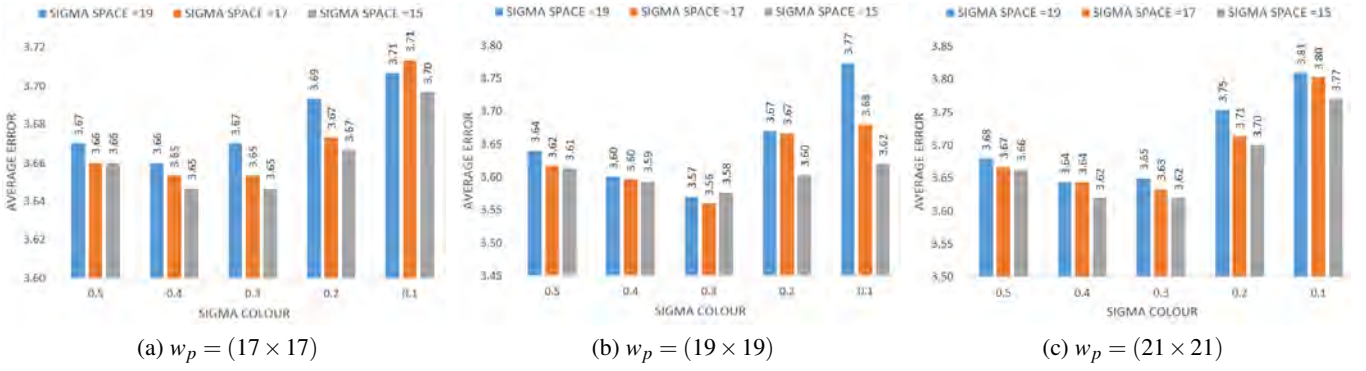 SIGMA SPACE =19 SIGMA SPACE =17 SIGMA SPACE =15
AVERAGE ERROR
3.72
3.70
3.68
3.66
3.64
3.62
3.60
3.67 3.66 3.66
3.66 3.65 3.65
3.67 3.65 3.65
3.69 3.67 3.67
3.71 3.71 3.70
0.5 0.4 0.3 0.2 0.1
SIGMA COLOUR
(a) w_p = (17 × 17)
SIGMA SPACE =19 SIGMA SPACE =17 SIGMA SPACE =15
AVERAGE ERROR
3.80
3.75
3.70
3.65
3.60
3.55
3.50
3.45
3.64 3.62 3.61
3.60 3.60 3.59
3.57 3.56 3.58
3.67 3.67 3.60
3.77 3.68 3.62
0.5 0.4 0.3 0.2 0.1
SIGMA COLOUR
(b) w_p = (19 × 19)
SIGMA SPACE =19 SIGMA SPACE =17 SIGMA SPACE =15
AVERAGE ERROR
3.85
3.80
3.75
3.70
3.65
3.60
3.55
3.50
3.68 3.67 3.66
3.64 3.64 3.62
3.65 3.63 3.62
3.75 3.71 3.70
3.81 3.80 3.77
0.5 0.4 0.3 0.2 0.1
SIGMA COLOUR
(c) w_p = (21 × 21)